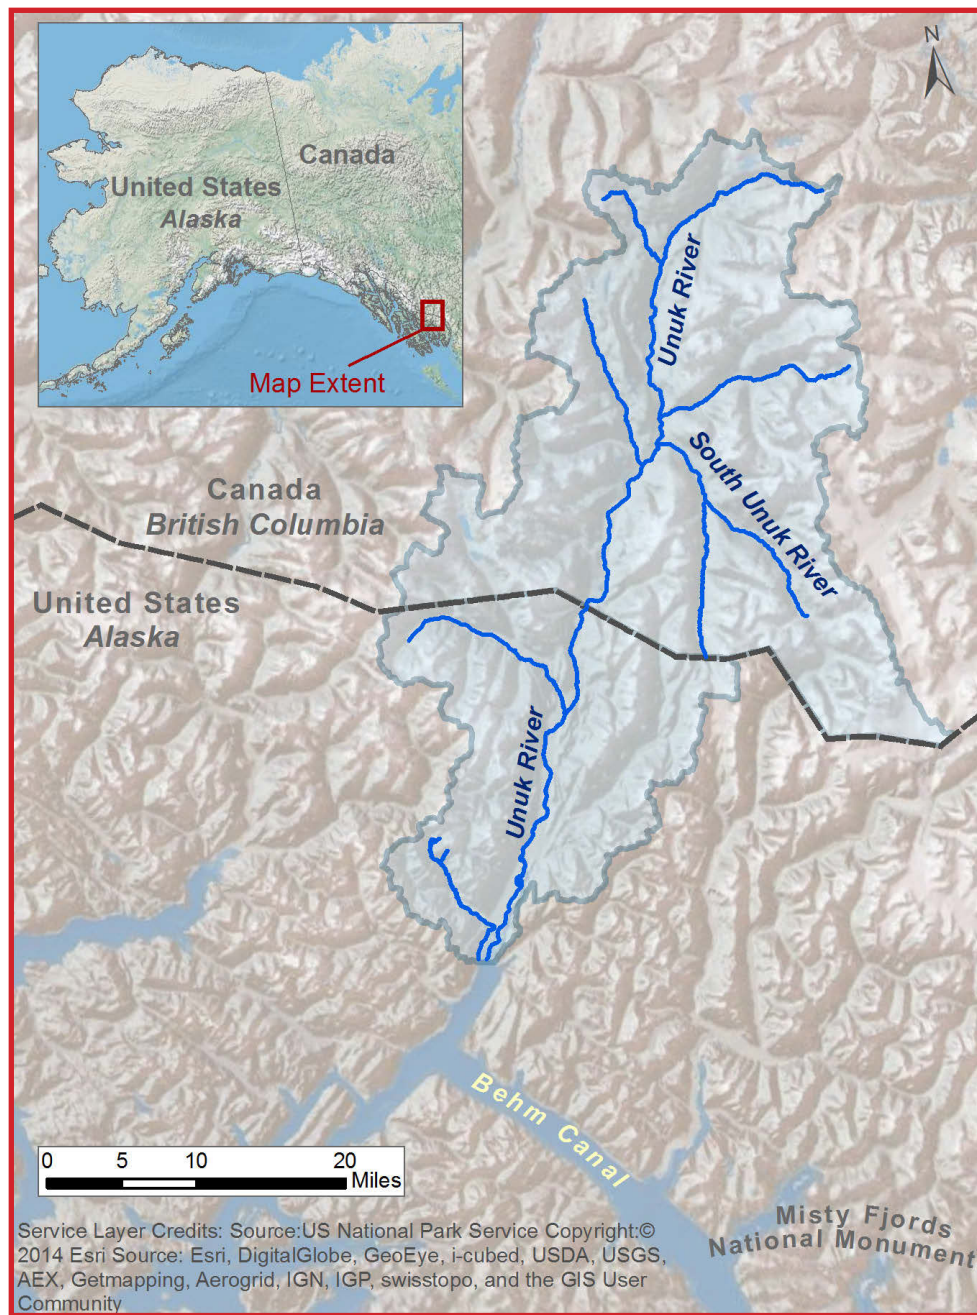 N
Canada
United States
Alaska
Map Extent
Unuk River
South Unuk River
Canada
British Columbia
United States
Alaska
Unuk River
Behm Canal
0 5 10 20
Miles
Misty Fjords
National Monument
Service Layer Credits: Source:US National Park Service Copyright:©
2014 Esri Source: Esri, DigitalGlobe, GeoEye, i-cubed, USDA, USGS,
AEX, Getmapping, Aerogrid, IGN, IGP, swisstopo, and the GIS User
Community